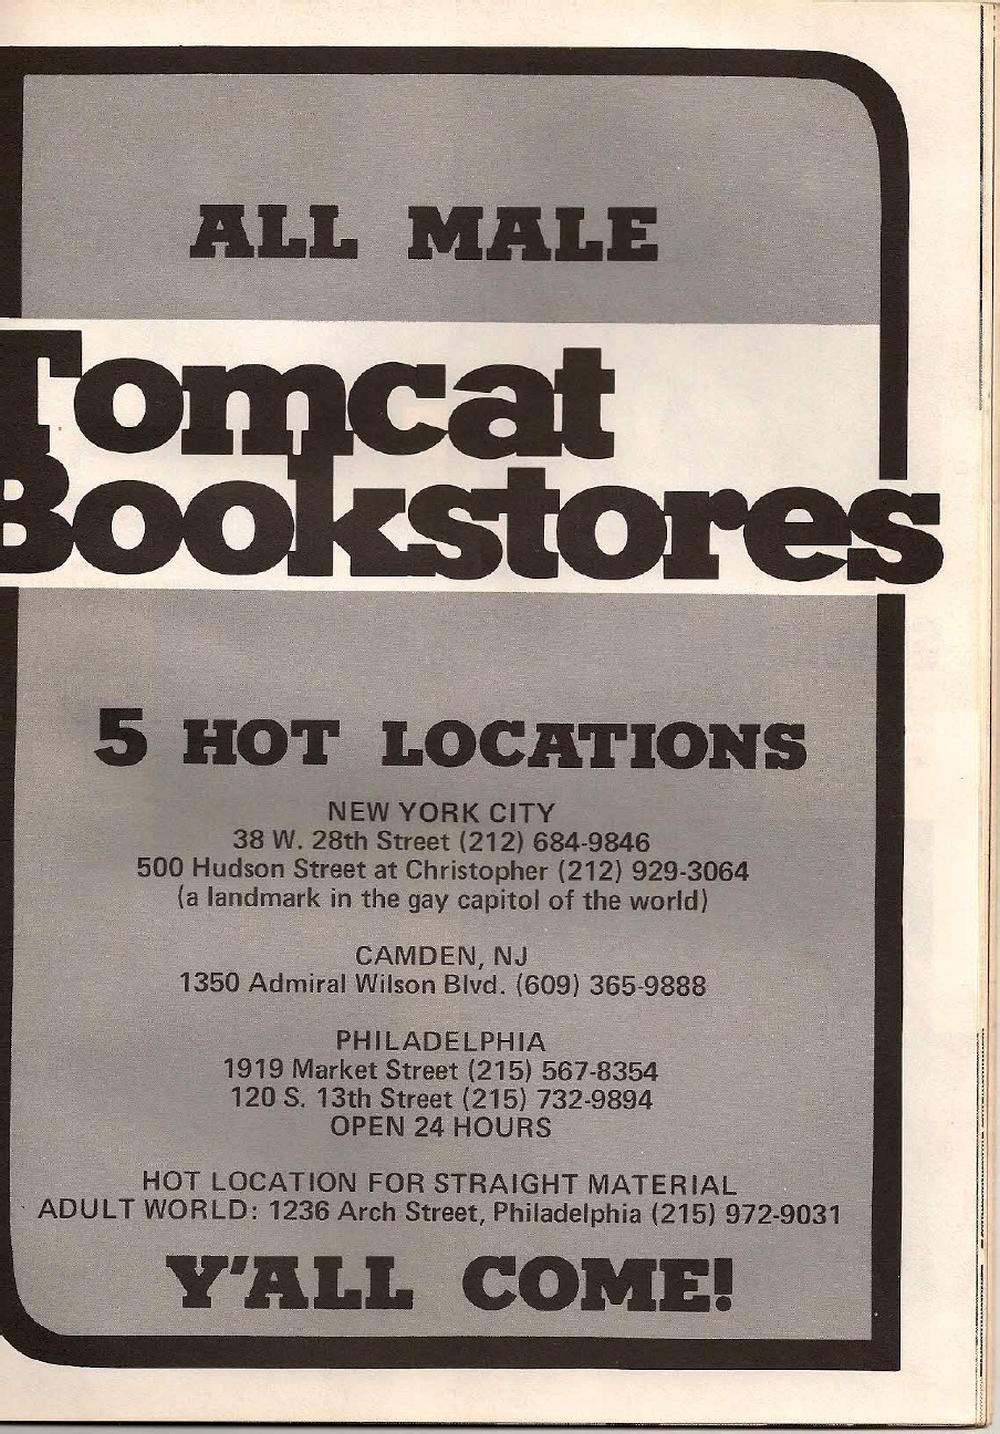 ALL MALE
Tomcat
Bookstores
5 HOT LOCATIONS
NEW YORK CITY
38 W. 28th Street (212) 684-9846
500 Hudson Street at Christopher (212) 929-3064
(a landmark in the gay capitol of the world)
CAMDEN, NJ
1350 Admiral Wilson Blvd. (609) 365-9888
PHILADELPHIA
1919 Market Street (215) 567-8354
120 S. 13th Street (215) 732-9894
OPEN 24 HOURS
HOT LOCATION FOR STRAIGHT MATERIAL
ADULT WORLD: 1236 Arch Street, Philadelphia (215) 972-9031
Y'ALL COME!